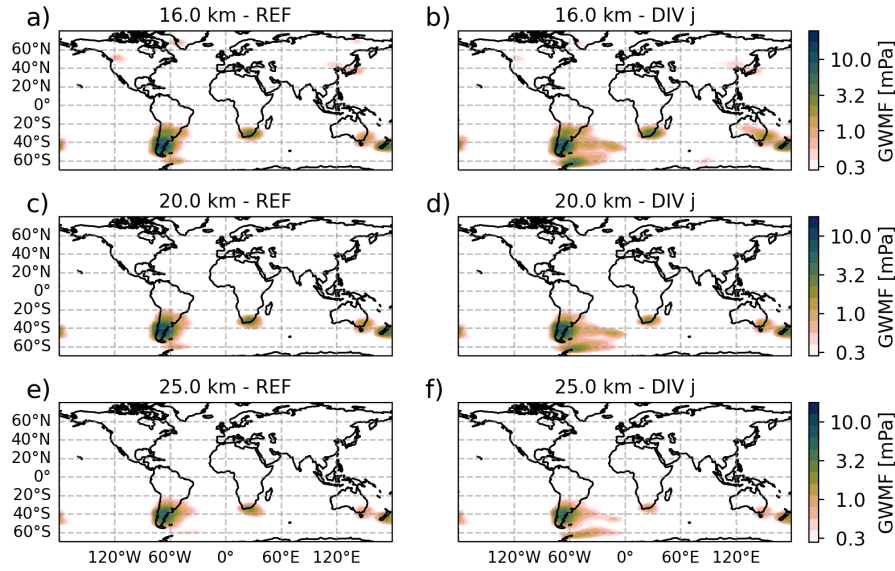 a) 16.0 km - REF
b) 16.0 km - DIV j
60°N
40°N
20°N
0°
20°S
40°S
60°S
10.0
3.2
1.0
0.3
GWMF [mPa]
c) 20.0 km - REF
d) 20.0 km - DIV j
60°N
40°N
20°N
0°
20°S
40°S
60°S
10.0
3.2
1.0
0.3
GWMF [mPa]
e) 25.0 km - REF
f) 25.0 km - DIV j
60°N
40°N
20°N
0°
20°S
40°S
60°S
10.0
3.2
1.0
0.3
GWMF [mPa]
120°W 60°W 0° 60°E 120°E
120°W 60°W 0° 60°E 120°E